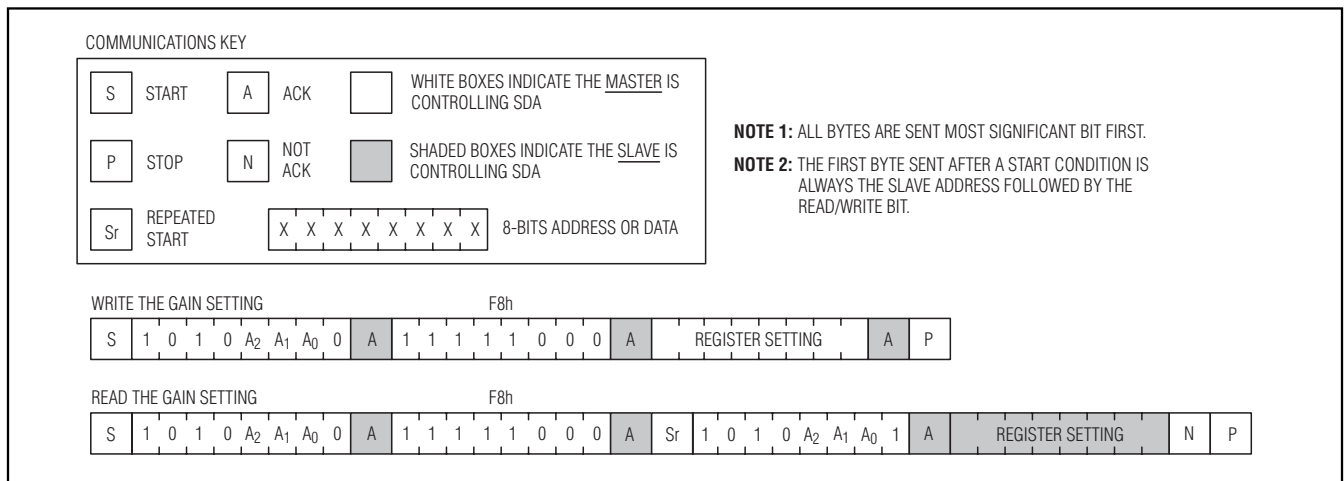 COMMUNICATIONS KEY
S START A ACK WHITE BOXES INDICATE THE MASTER IS
CONTROLLING SDA
P STOP N NOT
ACK SHADED BOXES INDICATE THE SLAVE IS
CONTROLLING SDA
Sr REPEATED
START X X X X X X X X 8-BITS ADDRESS OR DATA
NOTE 1: ALL BYTES ARE SENT MOST SIGNIFICANT BIT FIRST.
NOTE 2: THE FIRST BYTE SENT AFTER A START CONDITION IS
ALWAYS THE SLAVE ADDRESS FOLLOWED BY THE
READ/WRITE BIT.
WRITE THE GAIN SETTING F8h
S 1 0 1 0 A2 A1 A0 0 A 1 1 1 1 1 0 0 0 A REGISTER SETTING A P
READ THE GAIN SETTING F8h
S 1 0 1 0 A2 A1 A0 0 A 1 1 1 1 1 0 0 0 A Sr 1 0 1 0 A2 A1 A0 1 A REGISTER SETTING N P